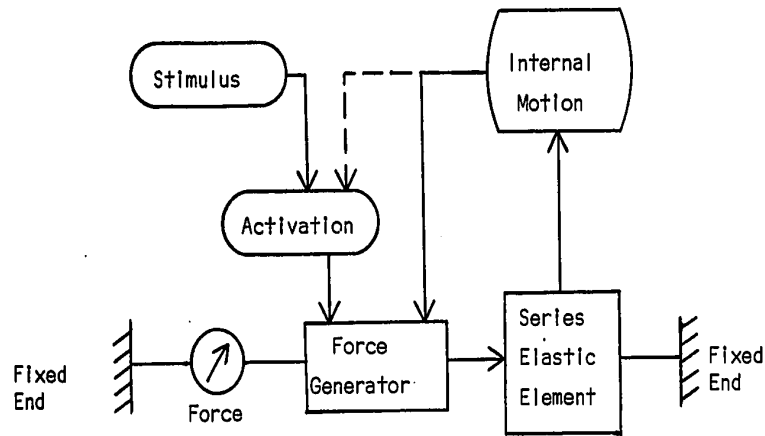 Stimulus
Internal
Motion
Activation
Fixed
End
Force
Force
Generator
Series
Elastic
Element
Fixed
End